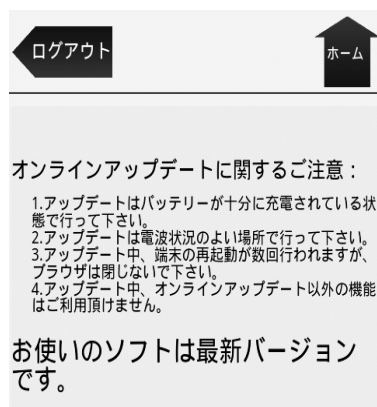 ログアウト
ホーム
オンラインアップデートに関するご注意：
1.アップデートはバッテリーが十分に充電されている状
態で行って下さい。
2.アップデートは電波状況のよい場所で行って下さい。
3.アップデート中、端末の再起動が数回行われますが、
ブラウザは閉じないで下さい。
4.アップデート中、オンラインアップデート以外の機能
はご利用頂けません。
お使いのソフトは最新バージョン
です。